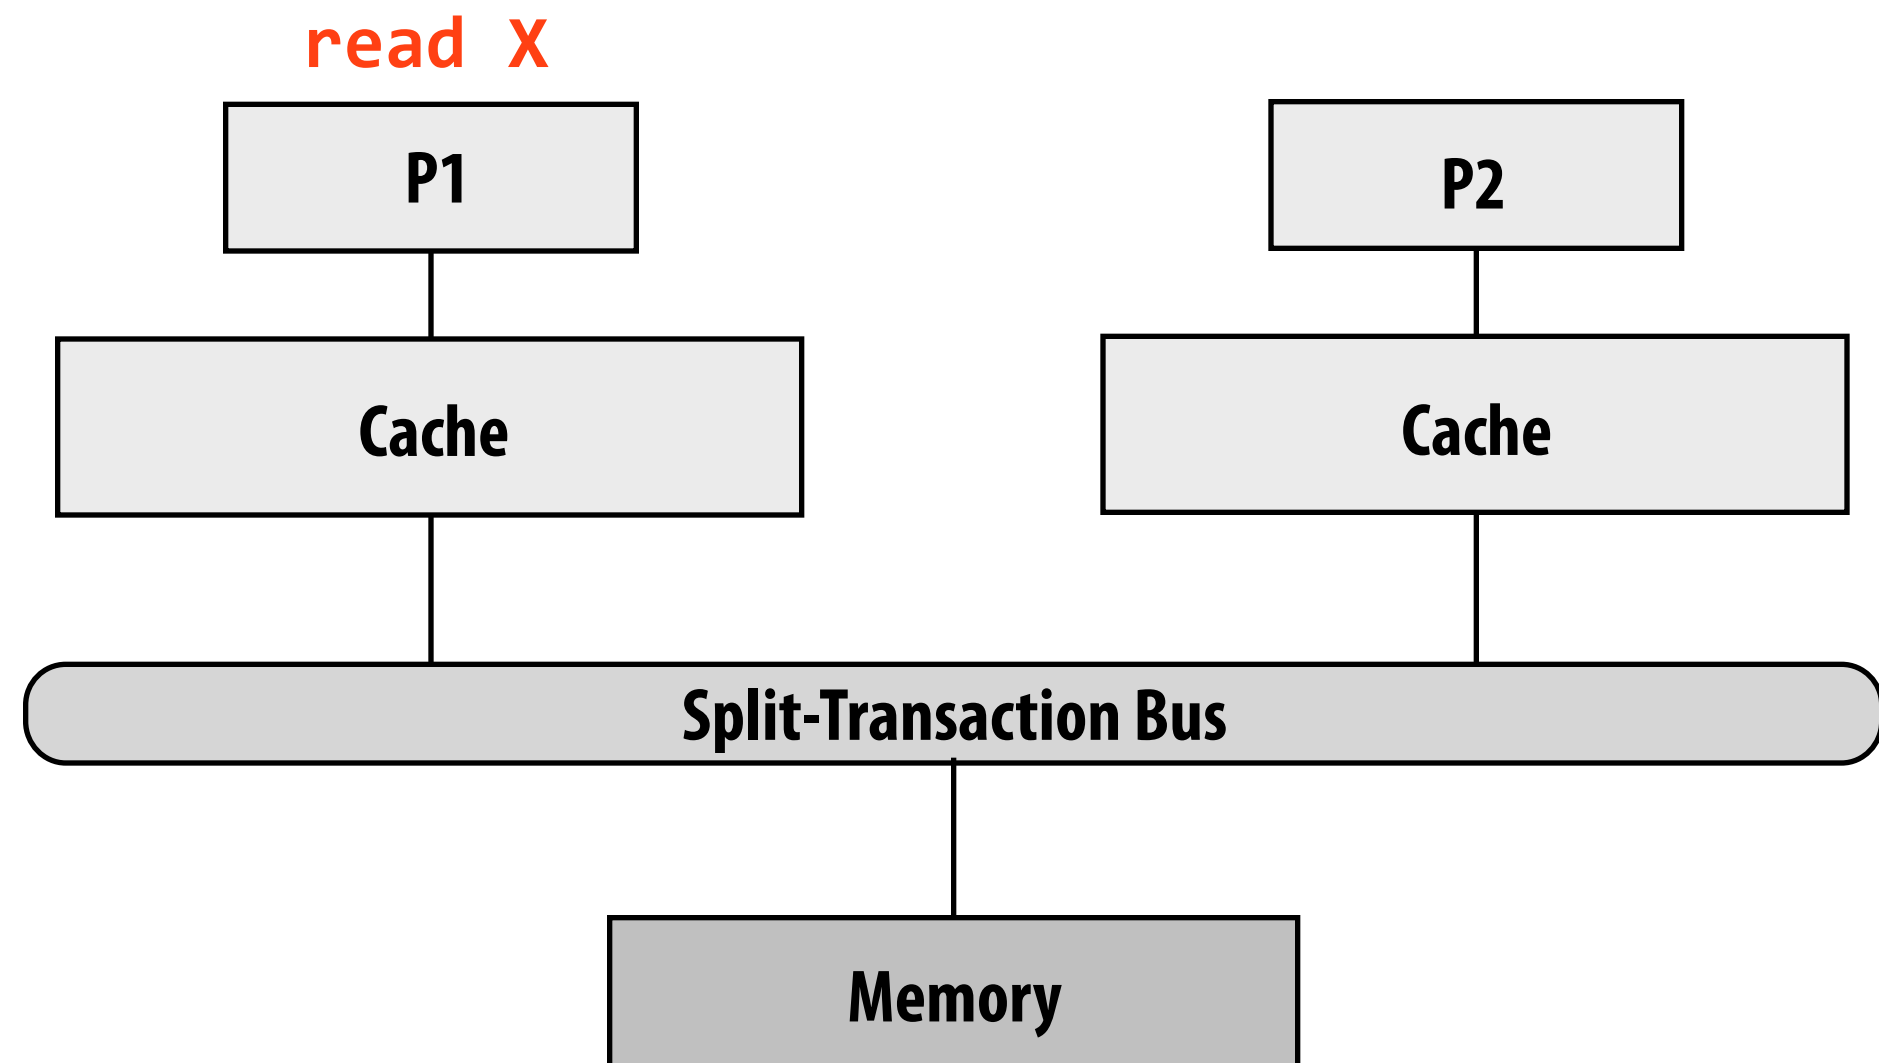 read X
P1
P2
Cache
Cache
Split-Transaction Bus
Memory